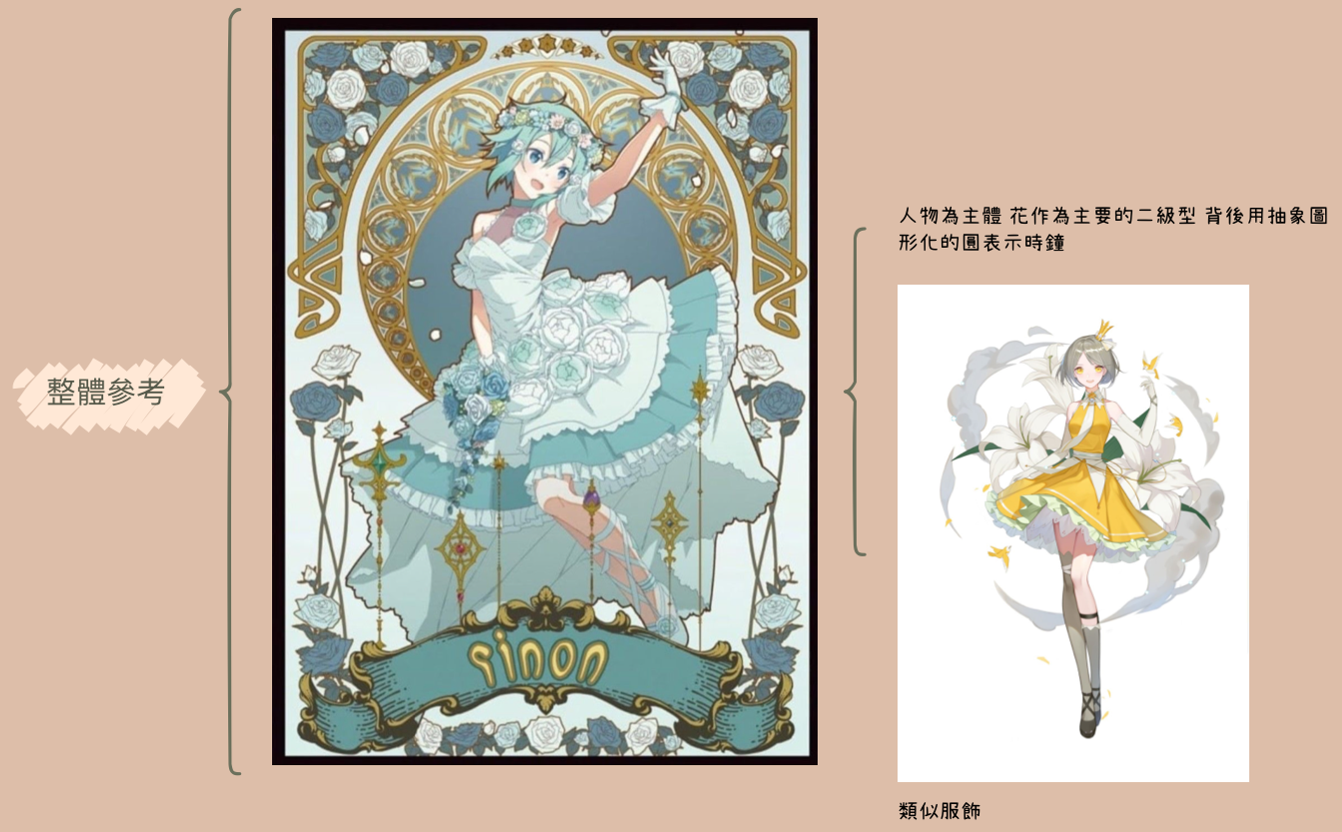 人物為主體 花作為主要的二級型 背後用抽象圖
形化的圓表示時鐘
整體參考
sinon
類似服飾